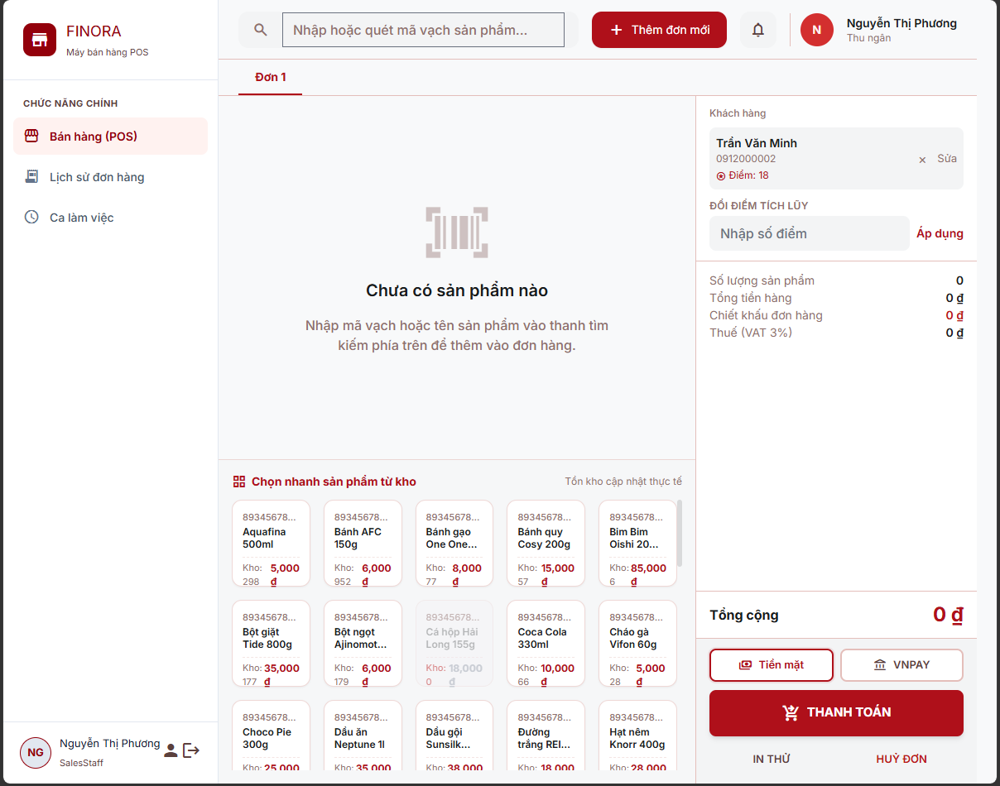 FINORA
Máy bán hàng POS
CHỨC NĂNG CHÍNH
Bán hàng (POS)
Lịch sử đơn hàng
Ca làm việc
NG
Nguyễn Thị Phương
SalesStaff
Nhập hoặc quét mã vạch sản phẩm...
Thêm đơn mới
N
Nguyễn Thị Phương
Thu ngân
Đơn 1
Chưa có sản phẩm nào
Nhập mã vạch hoặc tên sản phẩm vào thanh tìm
kiếm phía trên để thêm vào đơn hàng.
Chọn nhanh sản phẩm từ kho
Tồn kho cập nhật thực tế
89345678...
Aquafina
500ml
Kho: 5,000
298 đ
89345678...
Bánh AFC
150g
Kho: 6,000
952 đ
89345678...
Bánh gạo
One One...
Kho: 8,000
77 đ
89345678...
Bánh quy
Cosy 200g
Kho: 15,000
57 đ
89345678...
Bim Bim
Oishi 20...
Kho: 85,000
6 đ
89345678...
Bột giặt
Tide 800g
Kho: 35,000
177 đ
89345678...
Bột ngọt
Ajinomot...
Kho: 6,000
179 đ
89345678...
Cá hộp Hải
Long 155g
Kho: 18,000
0 đ
89345678...
Coca Cola
330ml
Kho: 10,000
66 đ
89345678...
Cháo gà
Vifon 60g
Kho: 5,000
28 đ
89345678...
Choco Pie
300g
Kho: 25,000
89345678...
Dầu ăn
Neptune 1l
Kho: 35,000
89345678...
Dầu gội
Sunsilk...
Kho: 38,000
89345678...
Đường
trắng REI...
Kho: 18,000
89345678...
Hạt nêm
Knorr 400g
Kho: 28,000
Khách hàng
Trần Văn Minh
0912000002
Điểm: 18
× Sửa
ĐỔI ĐIỂM TÍCH LŨY
Nhập số điểm
Áp dụng
Số lượng sản phẩm 0
Tổng tiền hàng 0 đ
Chiết khấu đơn hàng 0 đ
Thuế (VAT 3%) 0 đ
Tổng cộng 0 đ
Tiền mặt
VNPAY
THANH TOÁN
IN THỬ
HUỶ ĐƠN